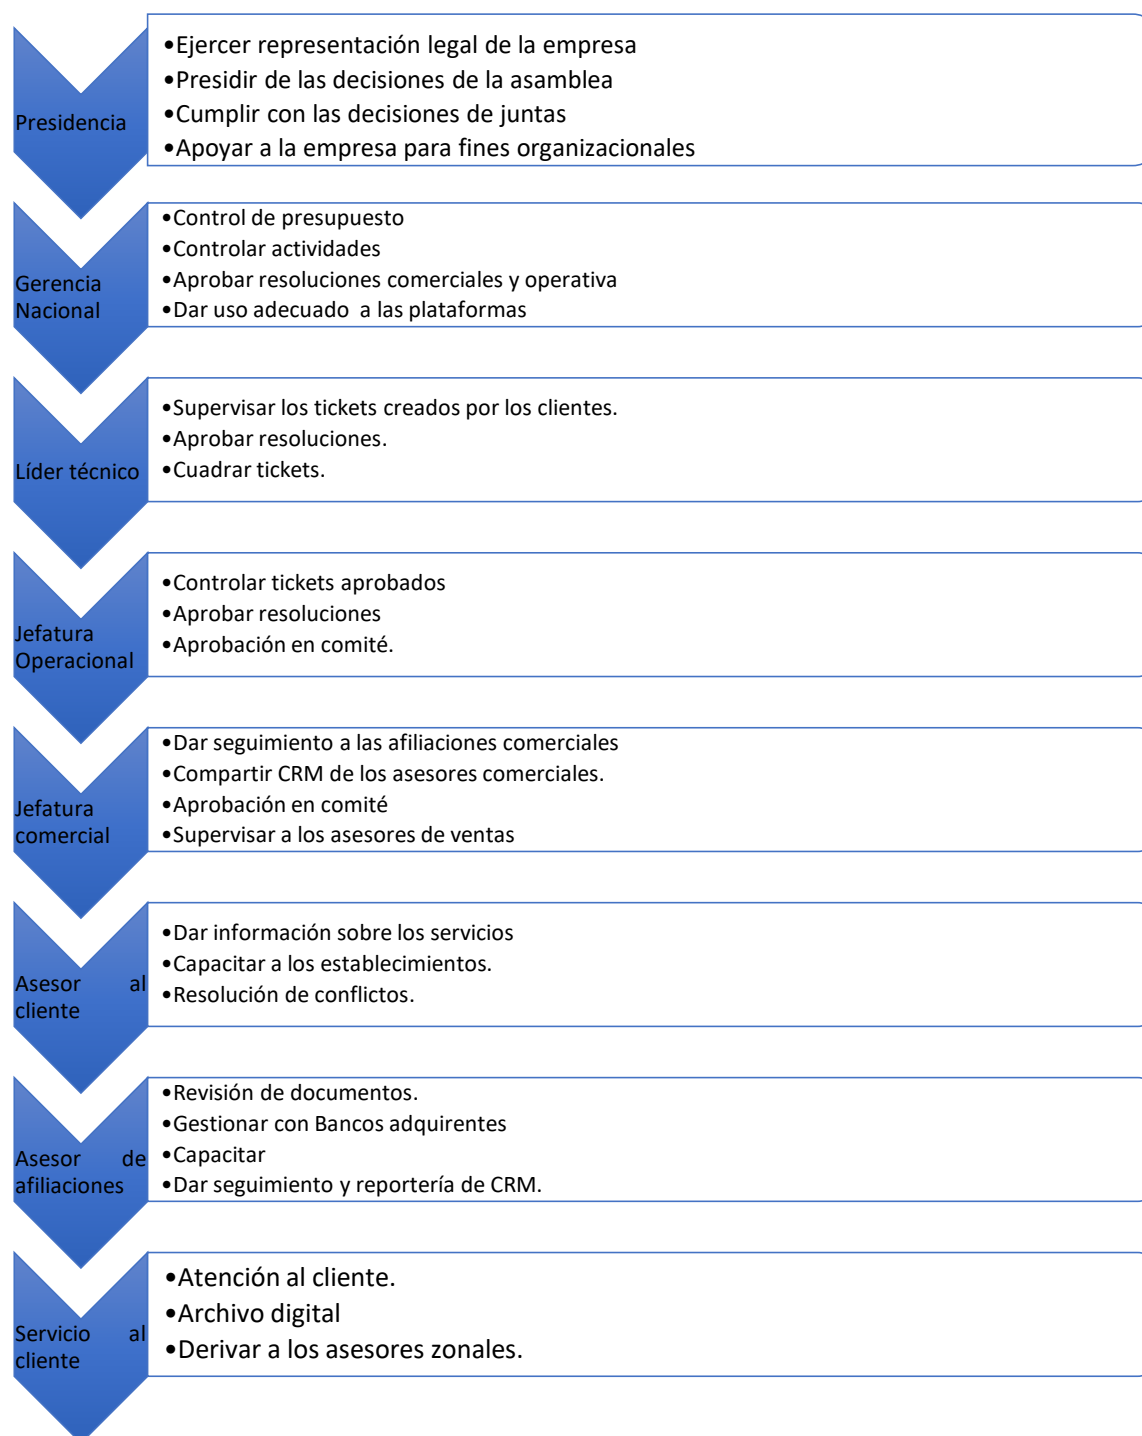 Presidencia
•Ejercer representación legal de la empresa
•Presidir de las decisiones de la asamblea
•Cumplir con las decisiones de juntas
•Apoyar a la empresa para fines organizacionales
Gerencia
Nacional
•Control de presupuesto
•Controlar actividades
•Aprobar resoluciones comerciales y operativa
•Dar uso adecuado  a las plataformas
Líder técnico
•Supervisar los tickets creados por los clientes.
•Aprobar resoluciones.
•Cuadrar tickets.
Jefatura
Operacional
•Controlar tickets aprobados
•Aprobar resoluciones
•Aprobación en comité.
Jefatura
comercial
•Dar seguimiento a las afiliaciones comerciales
•Compartir CRM de los asesores comerciales.
•Aprobación en comité
•Supervisar a los asesores de ventas
Asesor al
cliente
•Dar información sobre los servicios
•Capacitar a los establecimientos.
•Resolución de conflictos.
Asesor de
afiliaciones
•Revisión de documentos.
•Gestionar con Bancos adquirentes
•Capacitar
•Dar seguimiento y reportería de CRM.
Servicio al
cliente
•Atención al cliente.
•Archivo digital
•Derivar a los asesores zonales.